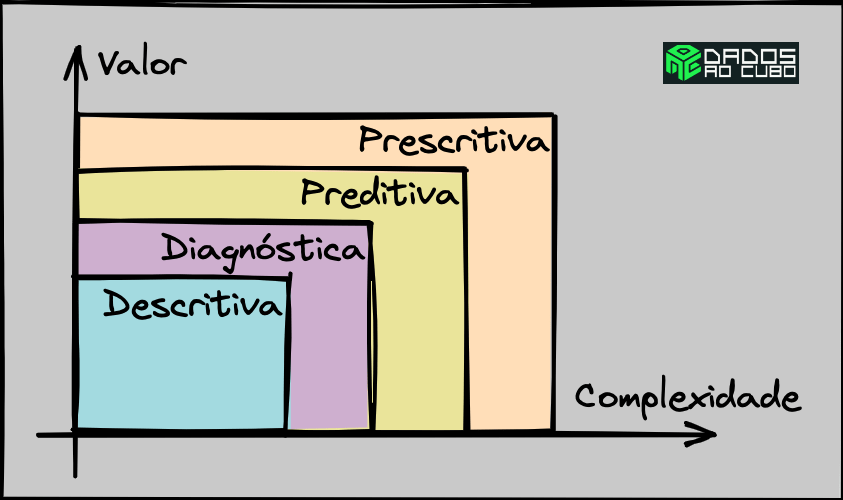 Valor
DADOS
AO CUBO
Prescritiva
Preditiva
Diagnóstica
Descritiva
Complexidade